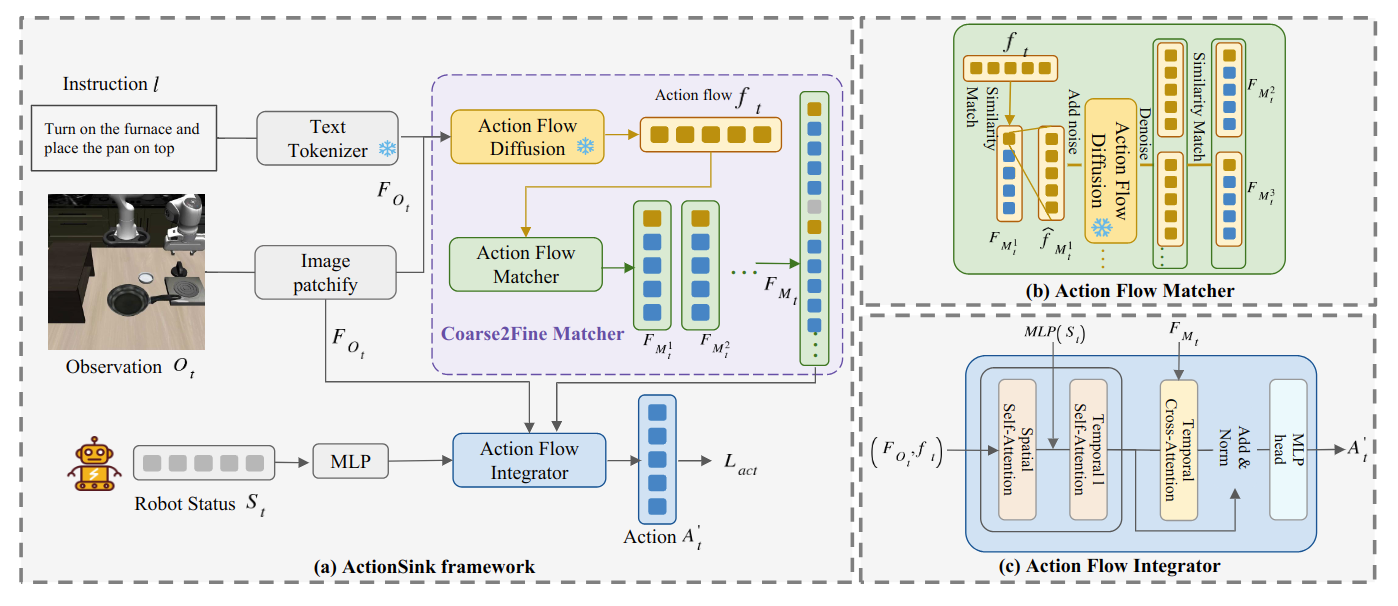 Instruction l
Turn on the furnace and
place the pan on top
Text
Tokenizer
F_{O_t}
Action Flow
Diffusion
Action flow f_t
Image
patchify
Action Flow
Matcher
F_{M_t}
Coarse2Fine Matcher
F_{M_t^1}
F_{M_t^2}
F_{O_t}
Observation O_t
Robot Status S_t
MLP
Action Flow
Integrator
L_{act}
Action A_t^'
(a) ActionSink framework
f_t
Similarity
Match
F_{M_t^1}
\hat{f}_{M_t^1}
Add noise
Action Flow
Diffusion
Denoise
Similarity Match
F_{M_t^2}
F_{M_t^3}
(b) Action Flow Matcher
MLP(S_t)
F_{M_t}
(F_{O_t}, f_t)
Spatial
Self-Attention
Temporal l
Self-Attention
Temporal
Cross-Attention
Add &
Norm
MLP
head
A_t^'
(c) Action Flow Integrator